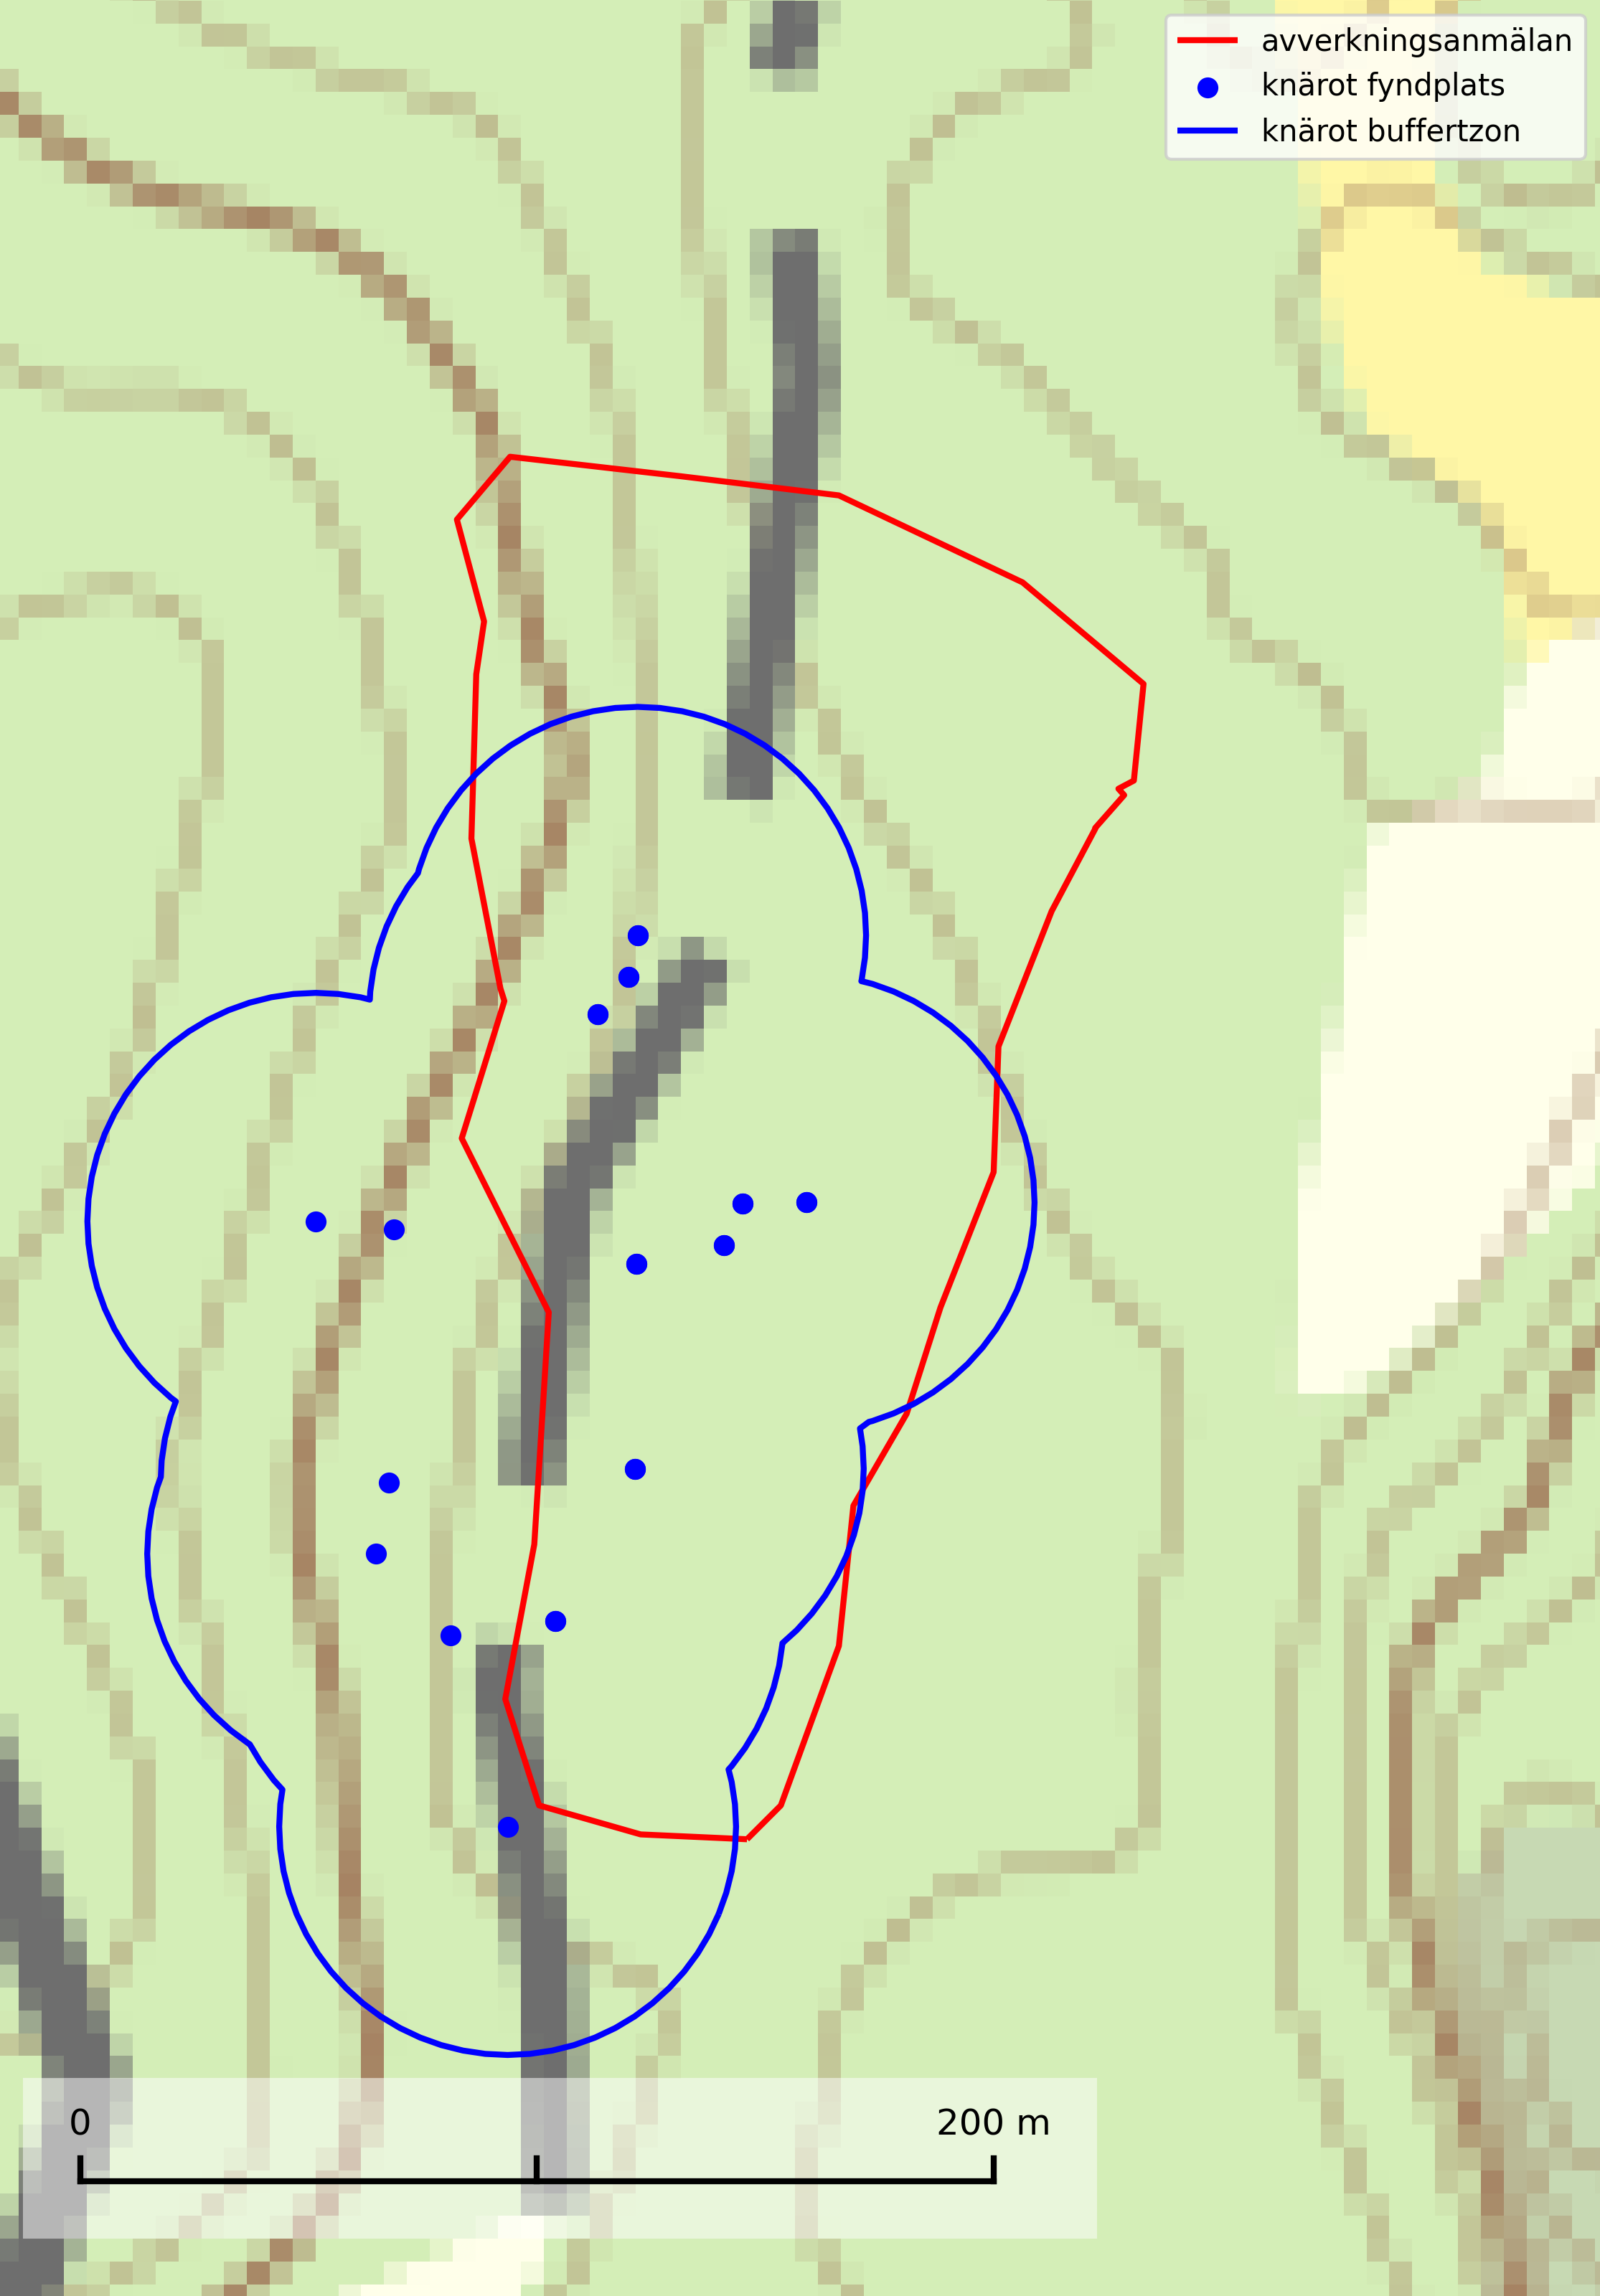 avverkningsanmälan
knärot fyndplats
knärot buffertzon
0
200 m